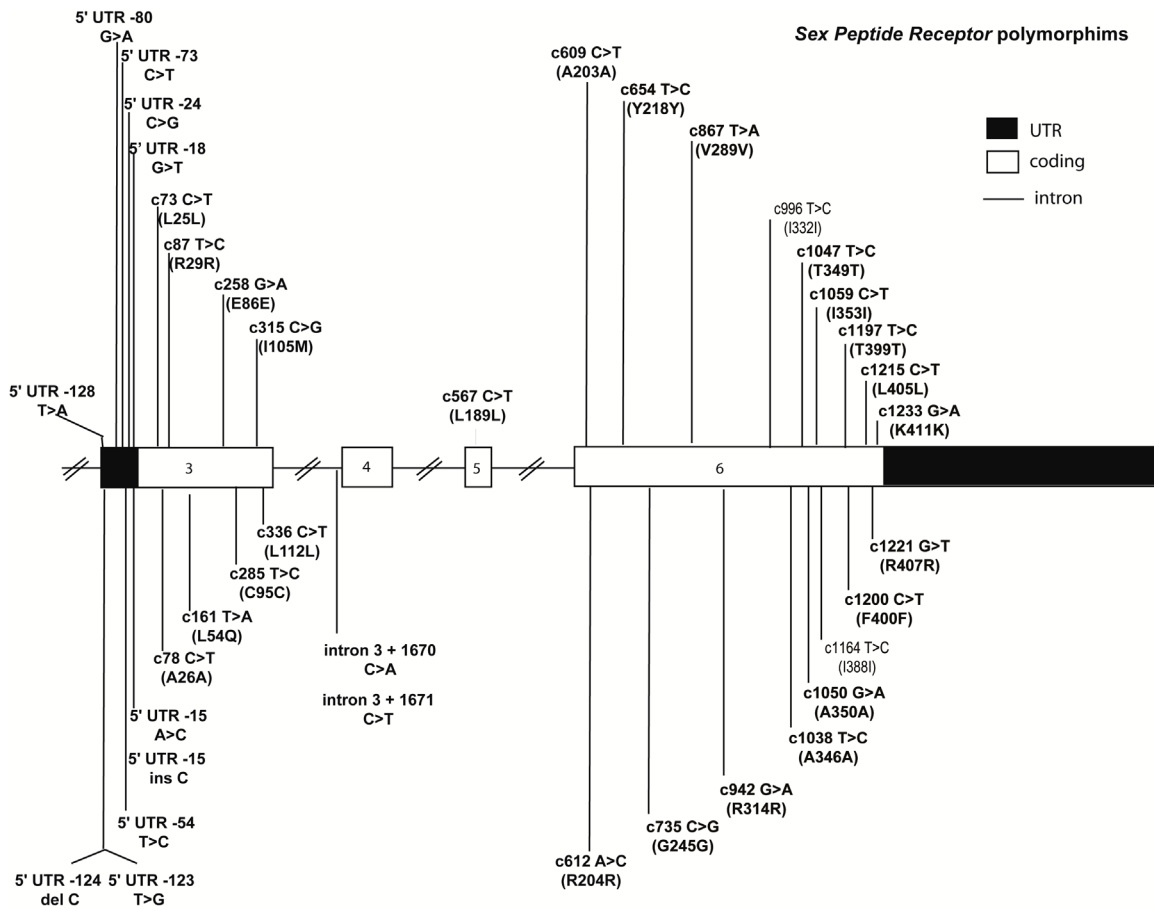 Sex Peptide Receptor polymorphims
UTR
coding
intron
5' UTR -80
G>A
5' UTR -73
C>T
5' UTR -24
C>G
5' UTR -18
G>T
c73 C>T
(L25L)
c87 T>C
(R29R)
c258 G>A
(E86E)
c315 C>G
(I105M)
5' UTR -128
T>A
c567 C>T
(L189L)
c609 C>T
(A203A)
c654 T>C
(Y218Y)
c867 T>A
(V289V)
c996 T>C
(I332I)
c1047 T>C
(T349T)
c1059 C>T
(I353I)
c1197 T>C
(T399T)
c1215 C>T
(L405L)
c1233 G>A
(K411K)
3
4
5
6
c336 C>T
(L112L)
c285 T>C
(C95C)
c161 T>A
(L54Q)
c78 C>T
(A26A)
5' UTR -15
A>C
5' UTR -15
ins C
5' UTR -54
T>C
5' UTR -124
del C
5' UTR -123
T>G
intron 3 + 1670
C>A
intron 3 + 1671
C>T
c1221 G>T
(R407R)
c1200 C>T
(F400F)
c1164 T>C
(I388I)
c1050 G>A
(A350A)
c1038 T>C
(A346A)
c942 G>A
(R314R)
c735 C>G
(G245G)
c612 A>C
(R204R)